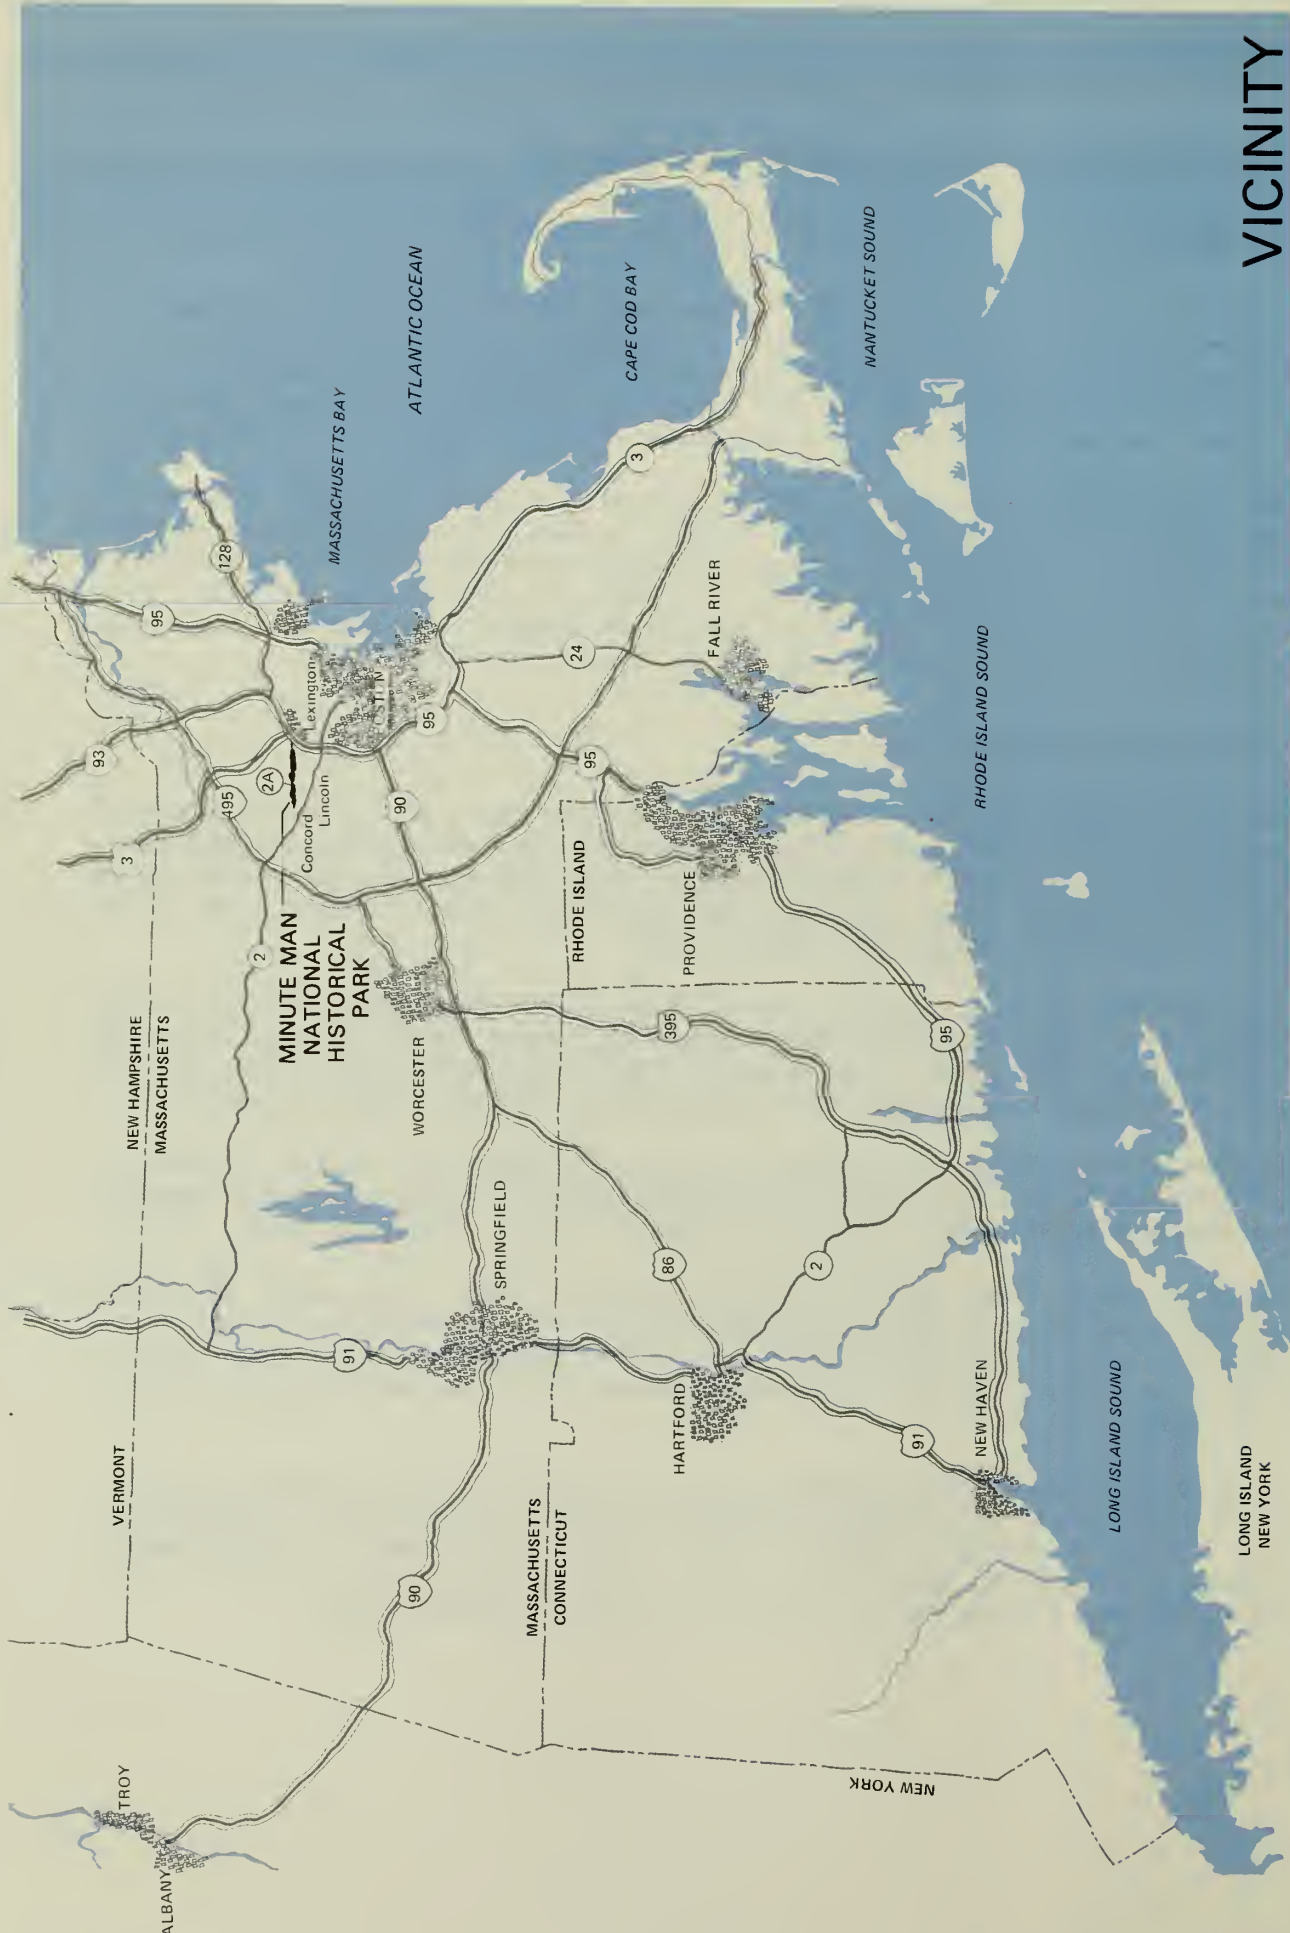 VICINITY
TROY
ALBANY
VERMONT
NEW HAMPSHIRE
MASSACHUSETTS
93
3
95
128
495
2A
2
Lexington
Concord
Lincoln
MINUTE MAN
NATIONAL
HISTORICAL
PARK
MASSACHUSETTS BAY
ATLANTIC OCEAN
90
95
WORCESTER
91
SPRINGFIELD
90
MASSACHUSETTS
CONNECTICUT
RHODE ISLAND
95
24
3
CAPE COD BAY
FALL RIVER
PROVIDENCE
395
86
HARTFORD
2
NANTUCKET SOUND
NEW YORK
91
95
NEW HAVEN
RHODE ISLAND SOUND
LONG ISLAND SOUND
LONG ISLAND
NEW YORK